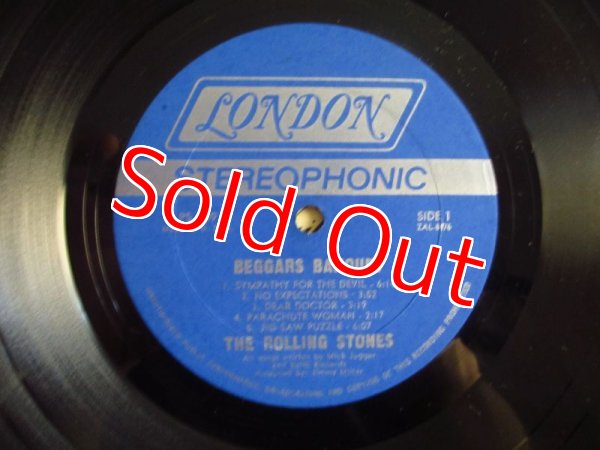 LONDON
STEREOPHONIC
Sold Out
SIDE 1
BEGGARS
1. SYMPATHY FOR THE DEVIL -
2. NO EXPECTATIONS - 3:52
3. DEAR DOCTOR - 3:19
4. PARACHUTE WOMAN - 2:17
5. JIG SAW PUZZLE - 6:07
THE ROLLING STONES
All songs written by Mick Jagger
and Keith Richards
Produced by: Jimmy Miller